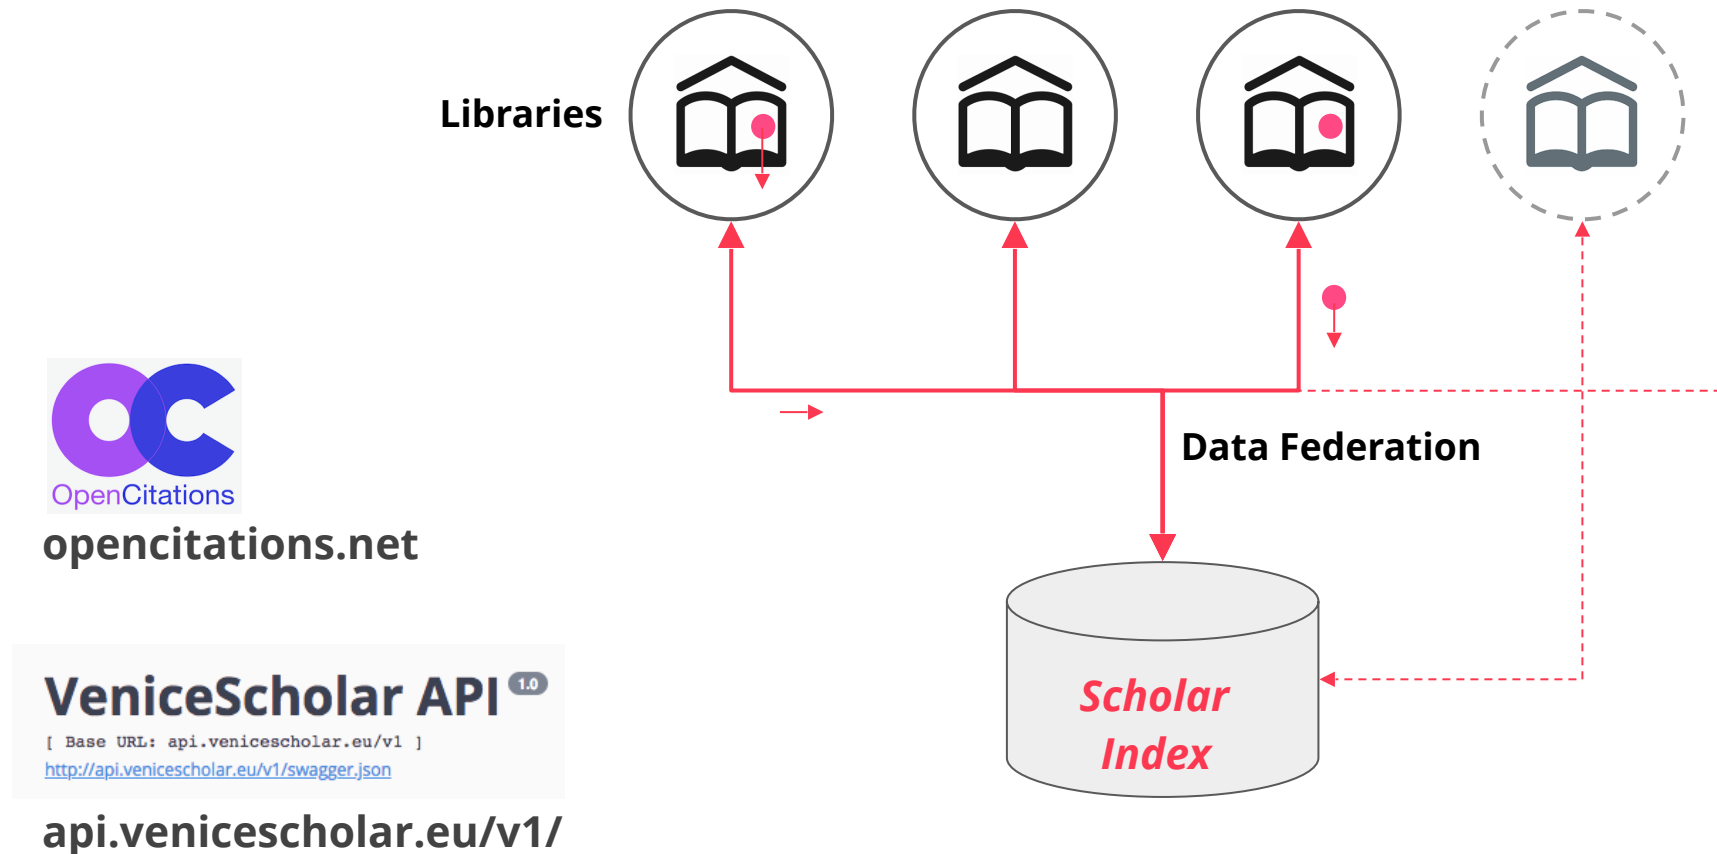 Libraries
Data Federation
OpenCitations
opencitations.net
Scholar
Index
VeniceScholar API 1.0
[ Base URL: api.venicescholar.eu/v1 ]
http://api.venicescholar.eu/v1/swagger.json
api.venicescholar.eu/v1/